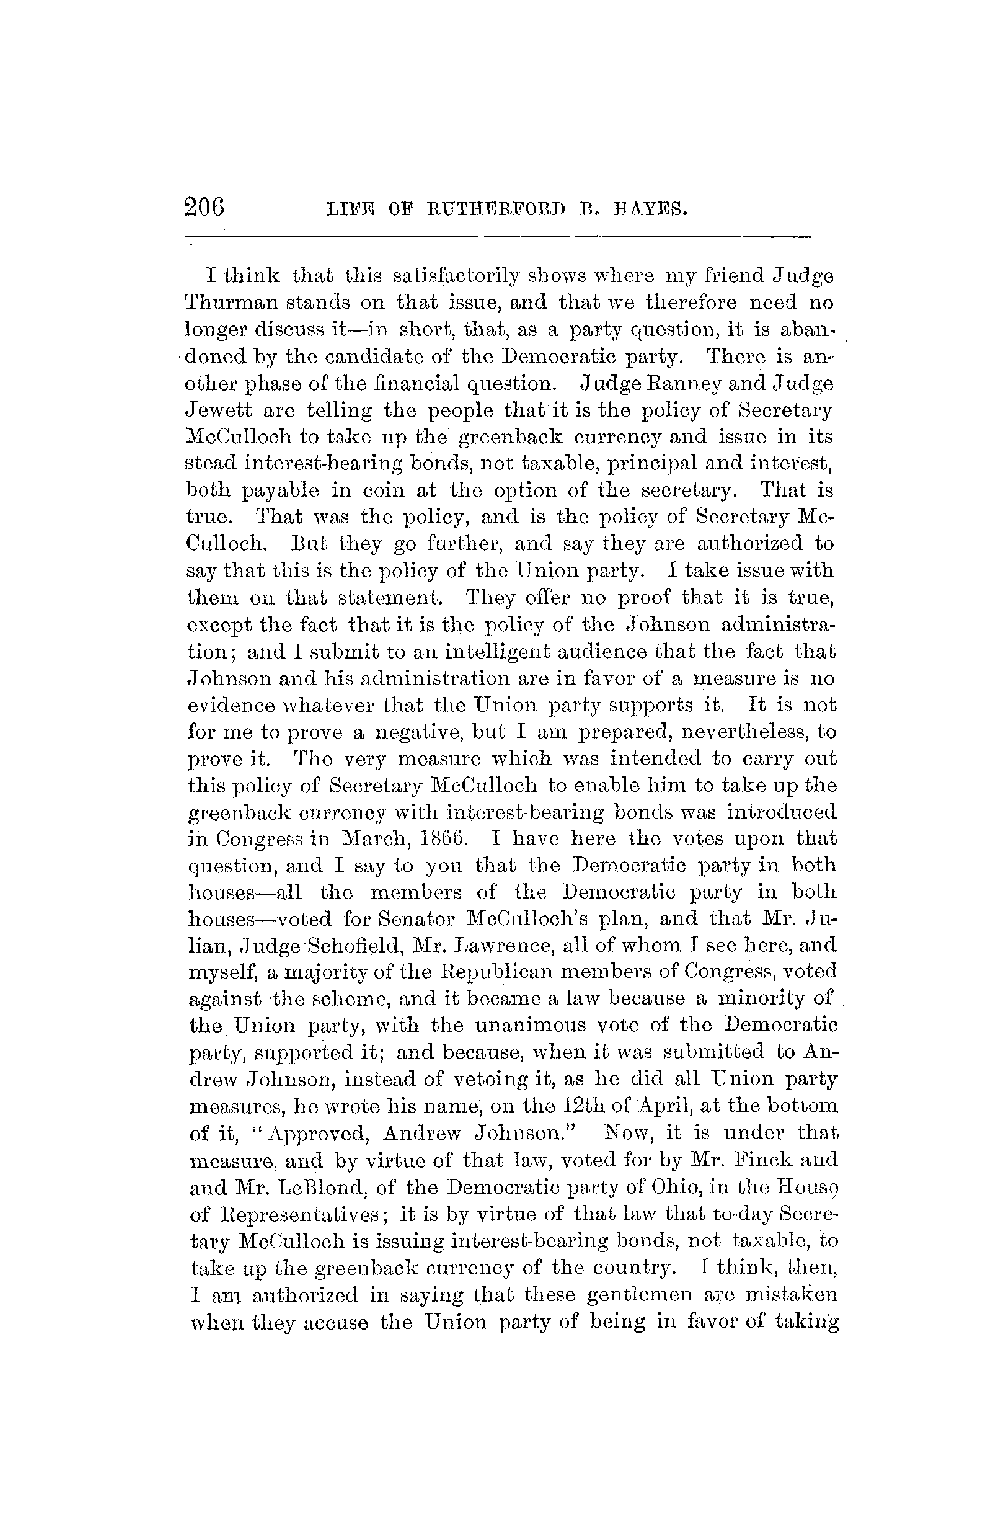 206 LIFE OF RUTHERFORD B. HAYES.
I think that this satisfactorily shows where my friend Judge
Thurman stands on that issue, and that we therefore need no
longer discuss it—in short, that, as a party question, it is aban-
doned by the candidate of the Democratic party. There is an-
other phase of the financial question. Judge Ranney and Judge
Jewett are telling the people that it is the policy of Secretary
McCulloch to take up the greenback currency and issue in its
stead interest-bearing bonds, not taxable, principal and interest,
both payable in coin at the option of the secretary. That is
true. That was the policy, and is the policy of Secretary Mc-
Culloch. But they go further, and say they are authorized to
say that this is the policy of the Union party. I take issue with
them on that statement. They offer no proof that it is true,
except the fact that it is the policy of the Johnson administra-
tion; and I submit to an intelligent audience that the fact that
Johnson and his administration are in favor of a measure is no
evidence whatever that the Union party supports it. It is not
for me to prove a negative, but I am prepared, nevertheless, to
prove it. The very measure which was intended to carry out
this policy of Secretary McCulloch to enable him to take up the
greenback currency with interest-bearing bonds was introduced
in Congress in March, 1866. I have here the votes upon that
question, and I say to you that the Democratic party in both
houses—all the members of the Democratic party in both
houses—voted for Senator McCulloch's plan, and that Mr. Ju-
lian, Judge Schofield, Mr. Lawrence, all of whom I see here, and
myself, a majority of the Republican members of Congress, voted
against the scheme, and it became a law because a minority of
the Union party, with the unanimous vote of the Democratic
party, supported it; and because, when it was submitted to An-
drew Johnson, instead of vetoing it, as he did all Union party
measures, he wrote his name, on the 12th of April, at the bottom
of it, "Approved, Andrew Johnson." Now, it is under that
measure, and by virtue of that law, voted for by Mr. Finck and
and Mr. LeBlond, of the Democratic party of Ohio, in the House
of Representatives; it is by virtue of that law that to-day Secre-
tary McCulloch is issuing interest-bearing bonds, not taxable, to
take up the greenback currency of the country. I think, then,
I am authorized in saying that these gentlemen are mistaken
when they accuse the Union party of being in favor of taking